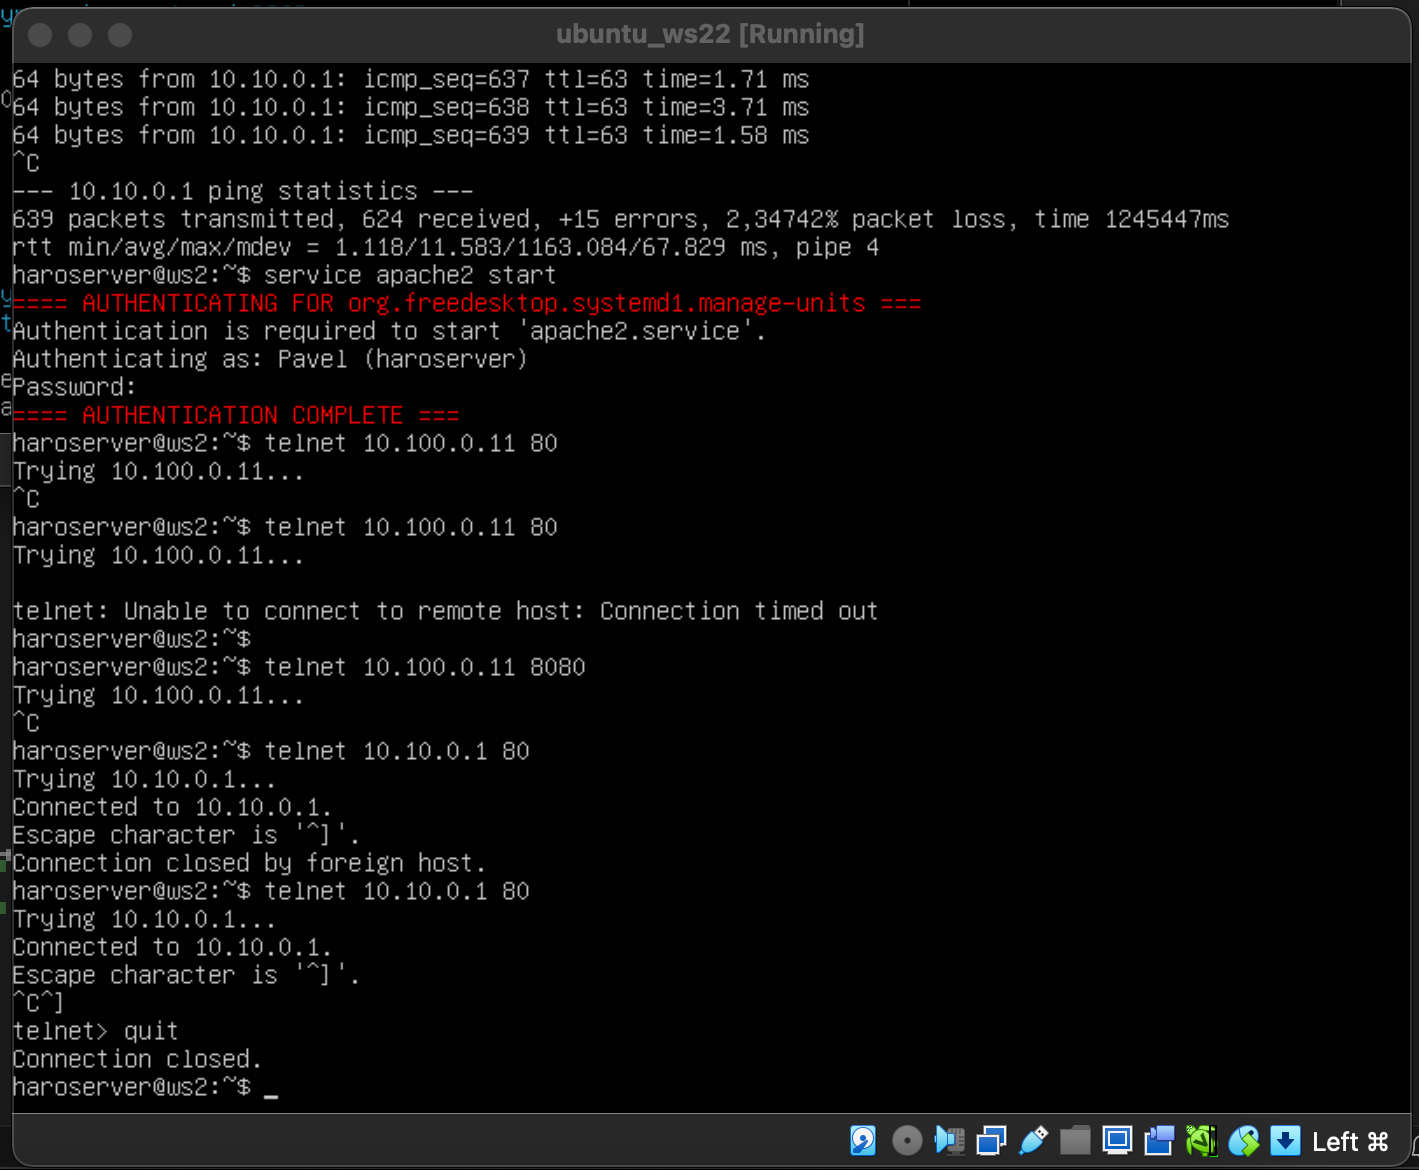 ubuntu_ws22 [Running]
64 bytes from 10.10.0.1: icmp_seq=637 ttl=63 time=1.71 ms
64 bytes from 10.10.0.1: icmp_seq=638 ttl=63 time=3.71 ms
64 bytes from 10.10.0.1: icmp_seq=639 ttl=63 time=1.58 ms
^C
--- 10.10.0.1 ping statistics ---
639 packets transmitted, 624 received, +15 errors, 2,34742% packet loss, time 1245447ms
rtt min/avg/max/mdev = 1.118/11.583/1163.084/67.829 ms, pipe 4
haroserver@ws2:~$ service apache2 start
==== AUTHENTICATING FOR org.freedesktop.systemd1.manage-units ===
Authentication is required to start 'apache2.service'.
Authenticating as: Pavel (haroserver)
Password:
==== AUTHENTICATION COMPLETE ===
haroserver@ws2:~$ telnet 10.100.0.11 80
Trying 10.100.0.11...
^C
haroserver@ws2:~$ telnet 10.100.0.11 80
Trying 10.100.0.11...
telnet: Unable to connect to remote host: Connection timed out
haroserver@ws2:~$
haroserver@ws2:~$ telnet 10.100.0.11 8080
Trying 10.100.0.11...
^C
haroserver@ws2:~$ telnet 10.10.0.1 80
Trying 10.10.0.1...
Connected to 10.10.0.1.
Escape character is '^]'.
Connection closed by foreign host.
haroserver@ws2:~$ telnet 10.10.0.1 80
Trying 10.10.0.1...
Connected to 10.10.0.1.
Escape character is '^]'.
^C^]
telnet> quit
Connection closed.
haroserver@ws2:~$ _
Left ⌘